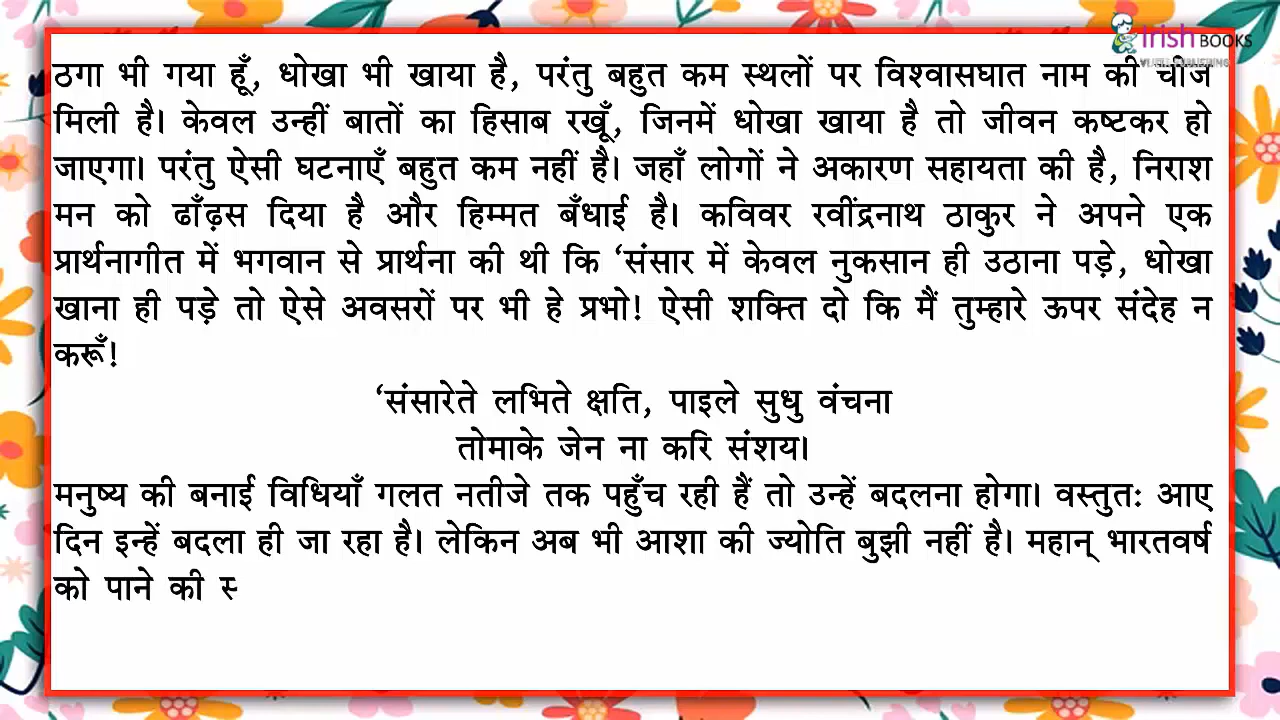 irish BOOKS
ठगा भी गया हूँ, धोखा भी खाया है, परंतु बहुत कम स्थलों पर विश्वासघात नाम की चीज
मिली है। केवल उन्हीं बातों का हिसाब रखूँ, जिनमें धोखा खाया है तो जीवन कष्टकर हो
जाएगा। परंतु ऐसी घटनाएँ बहुत कम नहीं है। जहाँ लोगों ने अकारण सहायता की है, निराश
मन को ढाँढ़स दिया है और हिम्मत बँधाई है। कविवर रवींद्रनाथ ठाकुर ने अपने एक
प्रार्थनागीत में भगवान से प्रार्थना की थी कि ‘संसार में केवल नुकसान ही उठाना पड़े, धोखा
खाना ही पड़े तो ऐसे अवसरों पर भी हे प्रभो! ऐसी शक्ति दो कि मैं तुम्हारे ऊपर संदेह न
करूँ!
‘संसारेते लभिते क्षति, पाइले सुधु वंचना
तोमाके जेन ना करि संशय।
मनुष्य की बनाई विधियाँ गलत नतीजे तक पहुँच रही हैं तो उन्हें बदलना होगा। वस्तुतः आए
दिन इन्हें बदला ही जा रहा है। लेकिन अब भी आशा की ज्योति बुझी नहीं है। महान् भारतवर्ष
को पाने की स्